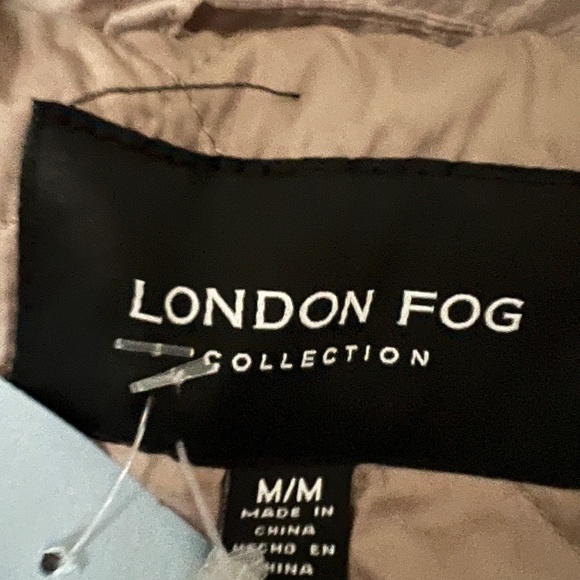 LONDON FOG
COLLECTION
M/M
MADE IN
CHINA
HECHO EN
CHINA